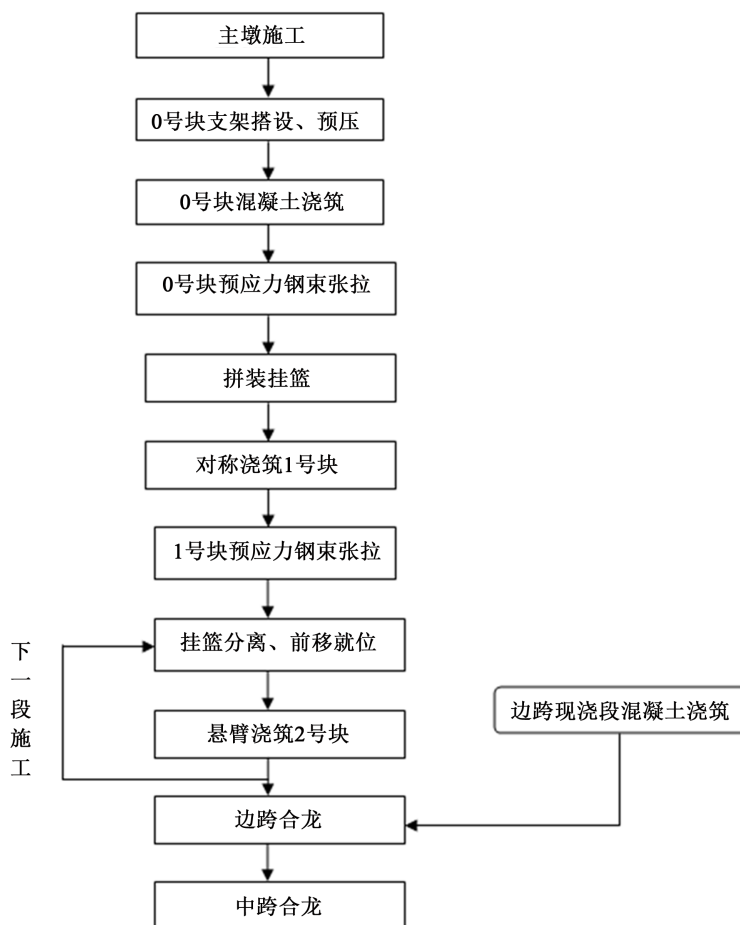 主墩施工
0号块支架搭设、预压
0号块混凝土浇筑
0号块预应力钢束张拉
拼装挂篮
对称浇筑1号块
1号块预应力钢束张拉
挂篮分离、前移就位
下一段施工
悬臂浇筑2号块
边跨现浇段混凝土浇筑
边跨合龙
中跨合龙